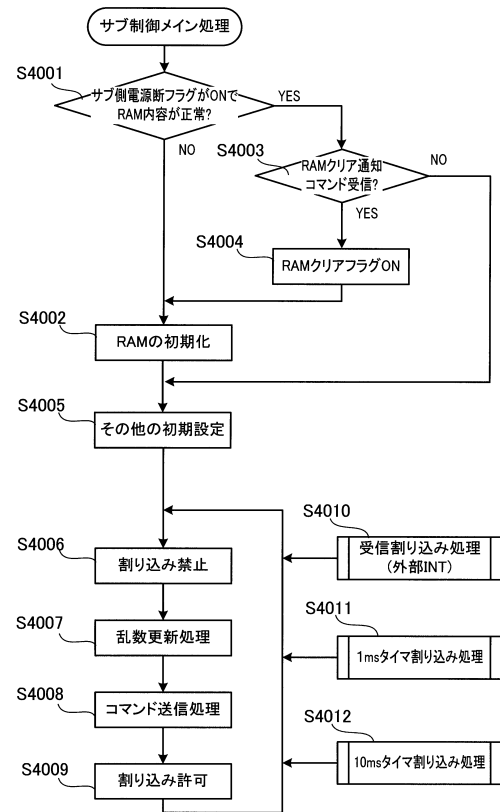 サブ制御メイン処理
S4001
サブ側電源断フラグがONで
RAM内容が正常?
YES
NO
S4003
RAMクリア通知
コマンド受信?
NO
YES
S4004
RAMクリアフラグON
S4002
RAMの初期化
S4005
その他の初期設定
S4010
受信割り込み処理
(外部INT)
S4006
割り込み禁止
S4011
1msタイマ割り込み処理
S4007
乱数更新処理
S4008
コマンド送信処理
S4012
10msタイマ割り込み処理
S4009
割り込み許可